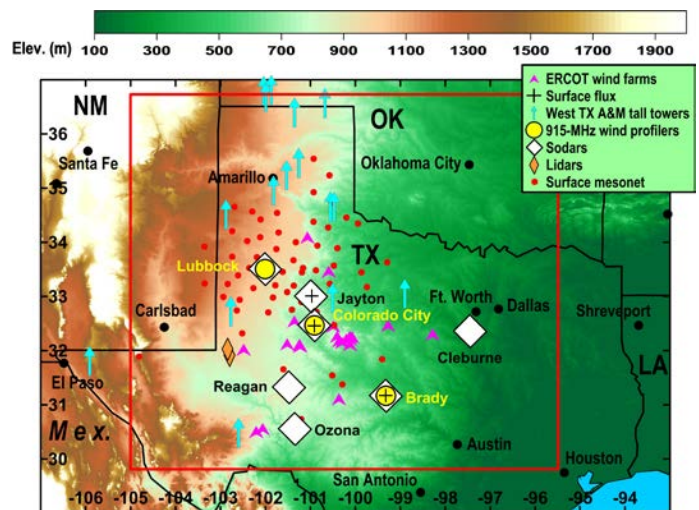 Elev. (m)
100 300 500 700 900 1100 1300 1500 1700 1900
NM
OK
TX
LA
Mex.
ERCOT wind farms
Surface flux
West TX A&M tall towers
915-MHz wind profilers
Sodars
Lidars
Surface mesonet
36
35
34
33
32
31
30
Santa Fe
Oklahoma City
Amarillo
Lubbock
Jayton
Ft. Worth
Dallas
Carlsbad
Colorado City
Shreveport
Cleburne
El Paso
Reagan
Brady
Ozona
Austin
Houston
San Antonio
-106 -105 -104 -103 -102 -101 -100 -99 -98 -97 -96 -95 -94